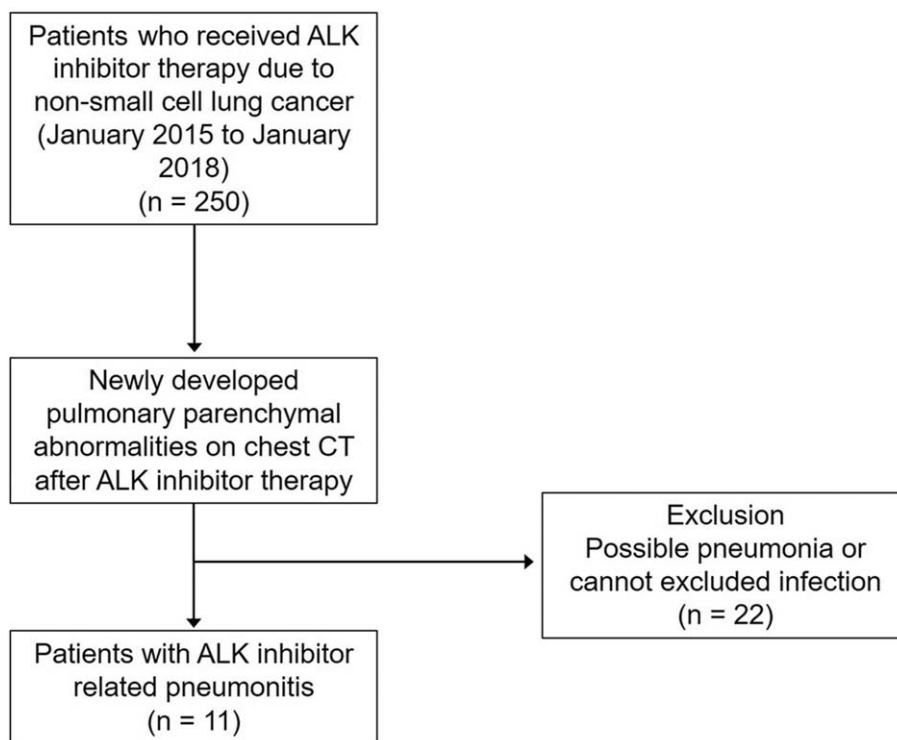 Patients who received ALK
inhibitor therapy due to
non-small cell lung cancer
(January 2015 to January
2018)
(n = 250)
Newly developed
pulmonary parenchymal
abnormalities on chest CT
after ALK inhibitor therapy
Exclusion
Possible pneumonia or
cannot excluded infection
(n = 22)
Patients with ALK inhibitor
related pneumonitis
(n = 11)